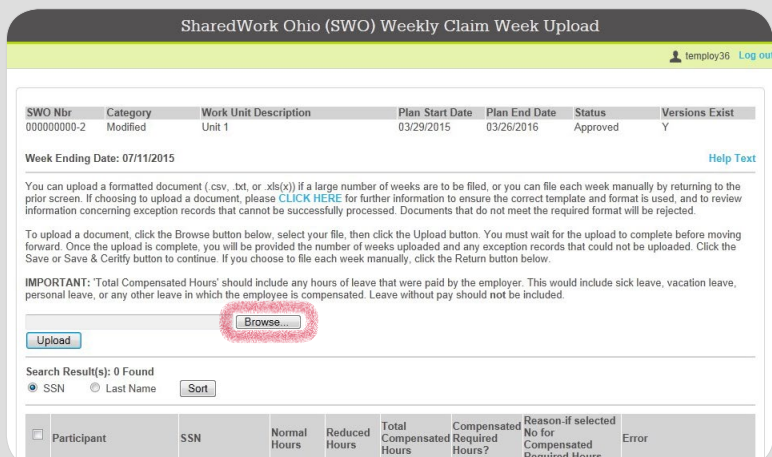 SharedWork Ohio (SWO) Weekly Claim Week Upload
temploy36 Log out
SWO Nbr Category Work Unit Description Plan Start Date Plan End Date Status Versions Exist
000000000-2 Modified Unit 1 03/29/2015 03/26/2016 Approved Y
Week Ending Date: 07/11/2015 Help Text
You can upload a formatted document (.csv, .txt, or .xls(x)) if a large number of weeks are to be filed, or you can file each week manually by returning to the
prior screen. If choosing to upload a document, please CLICK HERE for further information to ensure the correct template and format is used, and to review
information concerning exception records that cannot be successfully processed. Documents that do not meet the required format will be rejected.
To upload a document, click the Browse button below, select your file, then click the Upload button. You must wait for the upload to complete before moving
forward. Once the upload is complete, you will be provided the number of weeks uploaded and any exception records that could not be uploaded. Click the
Save or Save & Ceritfy button to continue. If you choose to file each week manually, click the Return button below.
IMPORTANT: 'Total Compensated Hours' should include any hours of leave that were paid by the employer. This would include sick leave, vacation leave,
personal leave, or any other leave in which the employee is compensated. Leave without pay should not be included.
Browse...
Upload
Search Result(s): 0 Found
SSN Last Name Sort
Participant SSN Normal Hours Reduced Hours Total Compensated Hours Compensated Required Hours? Reason-if selected No for Compensated Required Hours Error